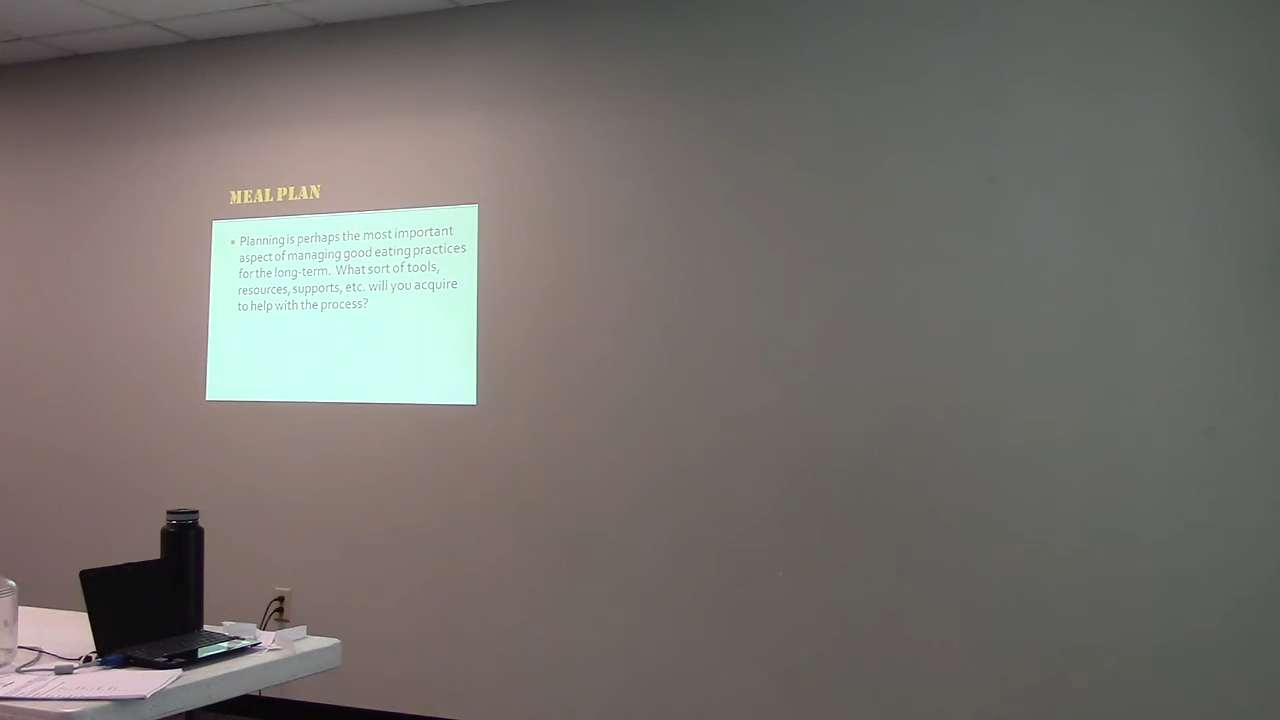 MEAL PLAN
▪ Planning is perhaps the most important
aspect of managing good eating practices
for the long-term. What sort of tools,
resources, supports, etc. will you acquire
to help with the process?